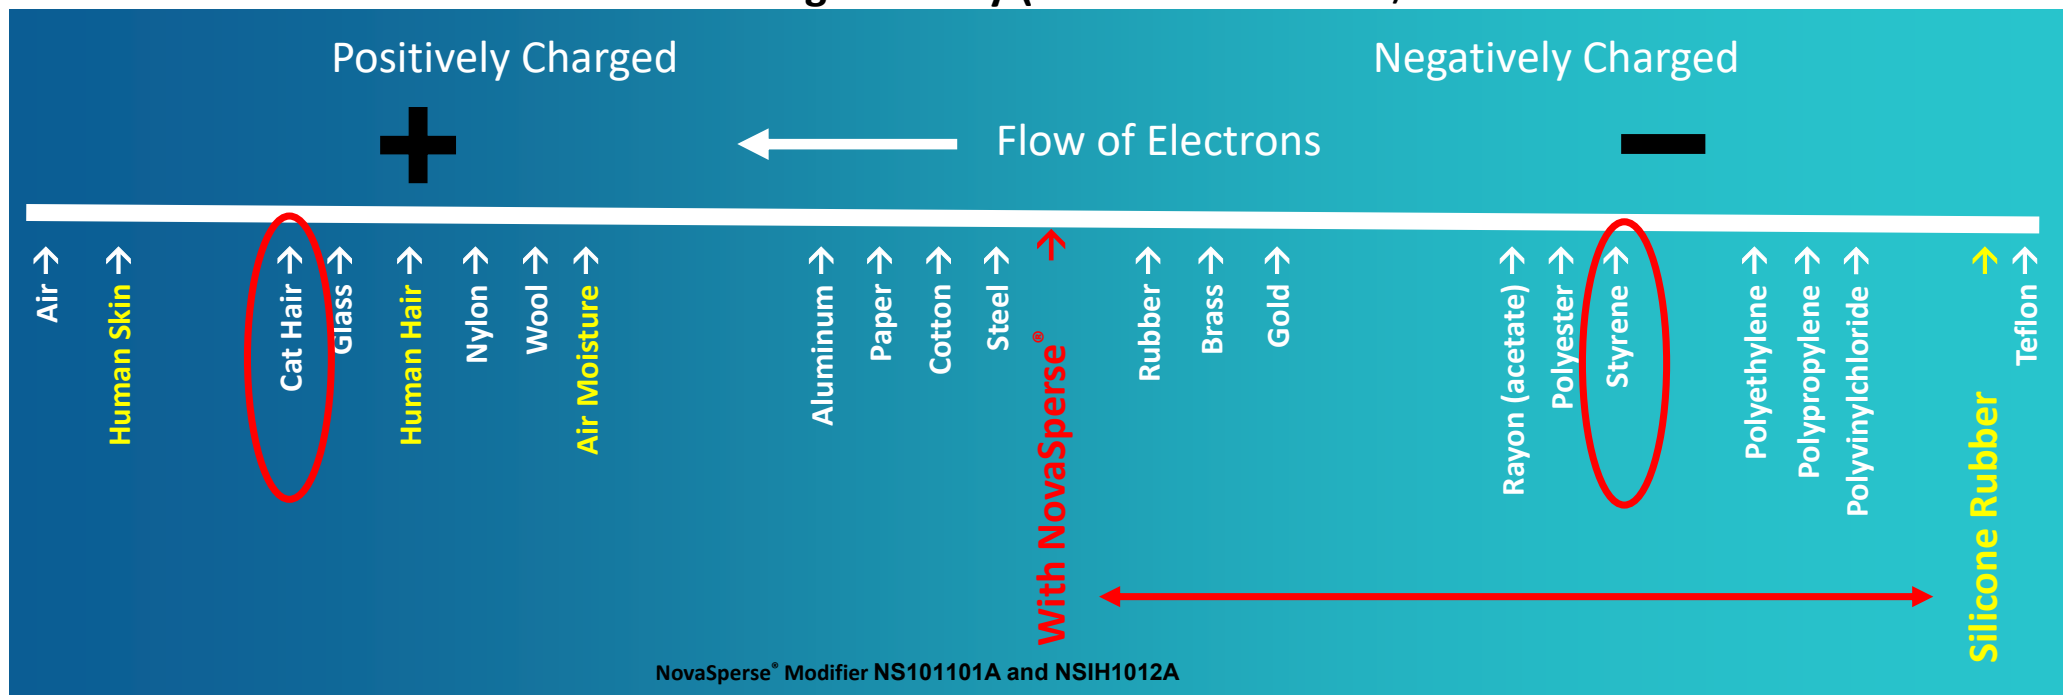 Positively Charged
Negatively Charged
+
Flow of Electrons
−
Air
Human Skin
Cat Hair
Glass
Human Hair
Nylon
Wool
Air Moisture
Aluminum
Paper
Cotton
Steel
With NovaSperse®
Rubber
Brass
Gold
Rayon (acetate)
Polyester
Styrene
Polyethylene
Polypropylene
Polyvinylchloride
Silicone Rubber
Teflon
NovaSperse® Modifier NS101101A and NSIH1012A